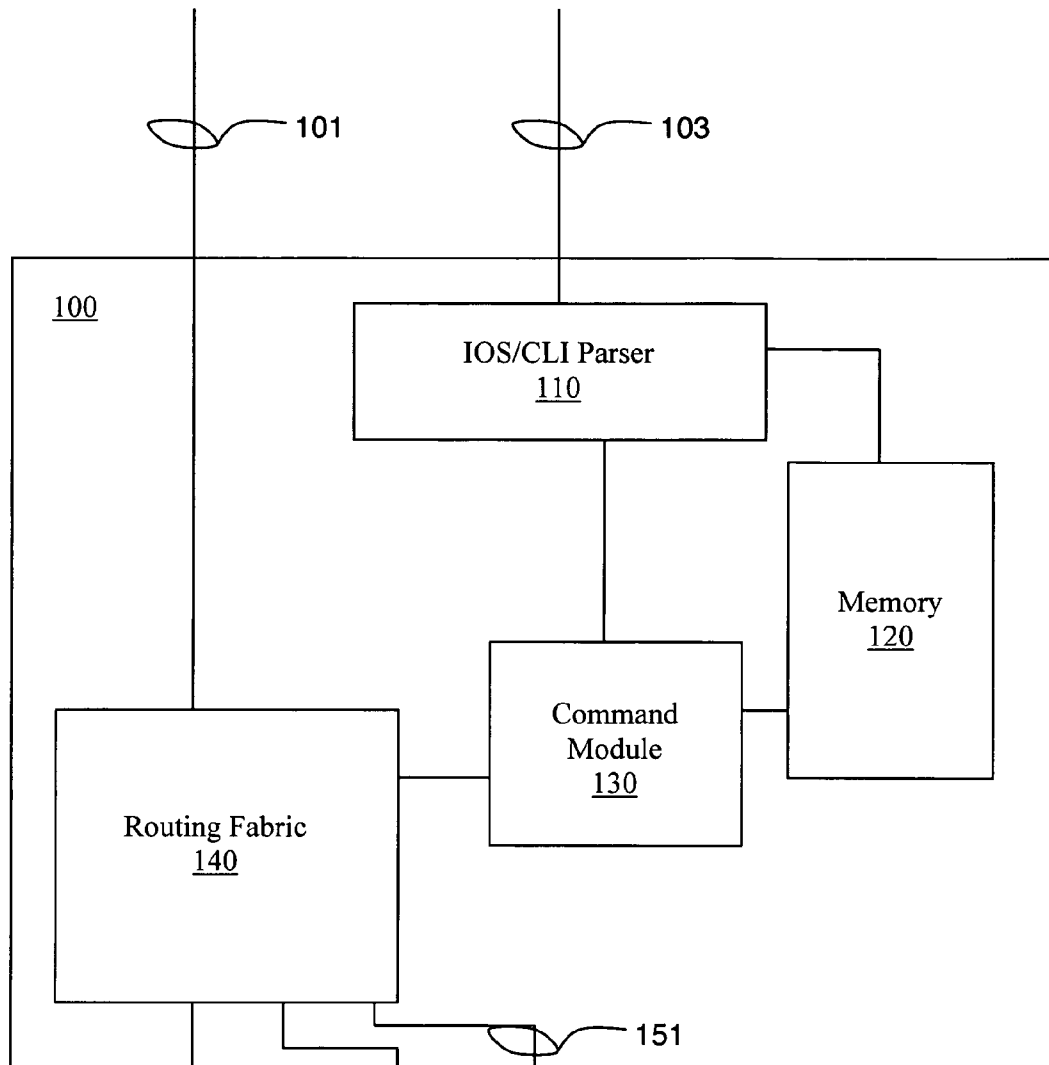 101
103
100
IOS/CLI Parser
110
Memory
120
Command
Module
130
Routing Fabric
140
151